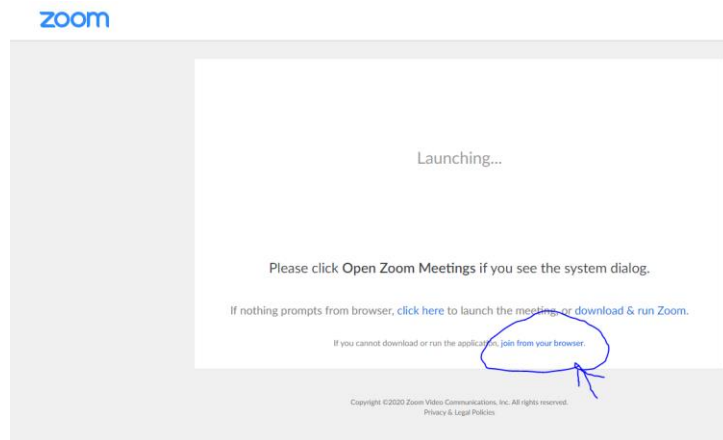 zoom
Launching...
Please click Open Zoom Meetings if you see the system dialog.
If nothing prompts from browser, click here to launch the meeting, or download & run Zoom.
If you cannot download or run the application, join from your browser.
Copyright ©2020 Zoom Video Communications, Inc. All rights reserved.
Privacy & Legal Policies